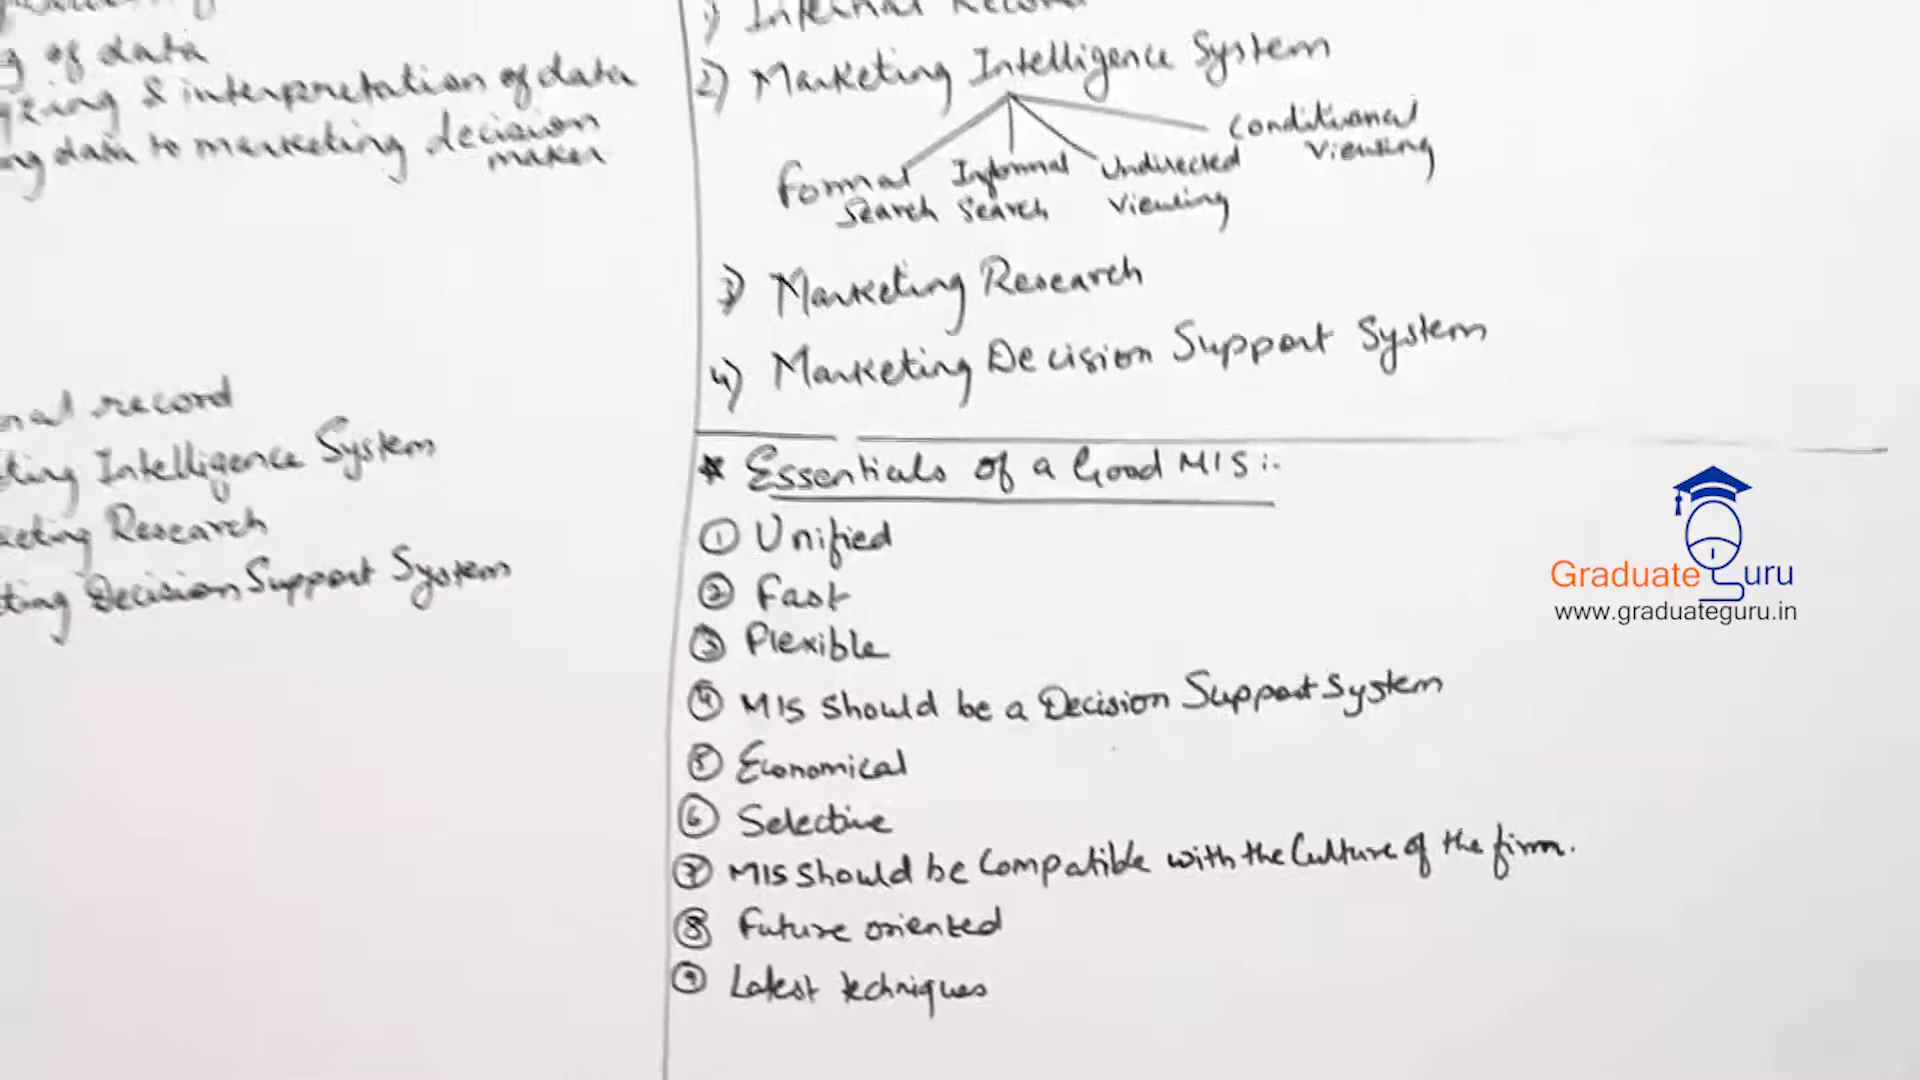 of data
& interpretation of data
data to marketing decision
maker
record
Intelligence System
Research
Decision Support System
2) Marketing Intelligence System
Formal Search
Informal Search
Undirected Viewing
Conditional Viewing
3) Marketing Research
4) Marketing Decision Support System
* Essentials of a Good MIS :-
① Unified
② Fast
③ Flexible
④ MIS should be a Decision Support System
⑤ Economical
⑥ Selective
⑦ MIS should be Compatible with the Culture of the firm.
⑧ Future oriented
⑨ Latest techniques
Graduate Guru
www.graduateguru.in